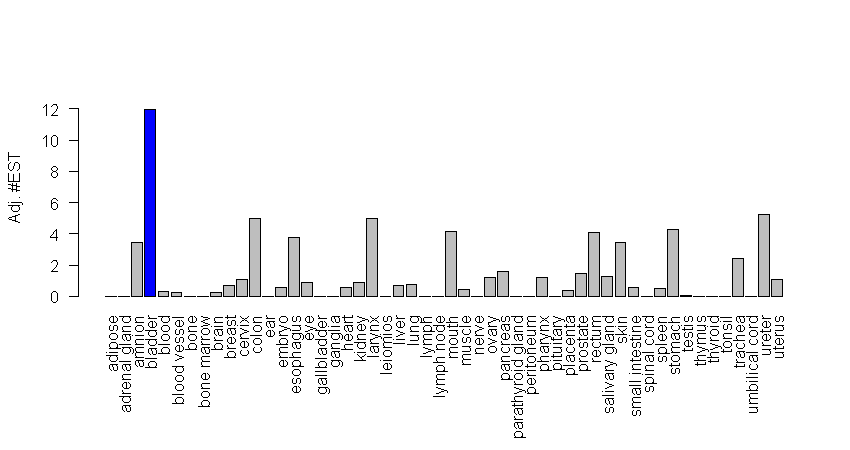 Adj. #EST
12
10
8
6
4
2
0
adipose
adrenal gland
amnion
bladder
blood
blood vessel
bone
bone marrow
brain
breast
cervix
colon
ear
embryo
esophagus
eye
gallbladder
ganglia
heart
kidney
larynx
leiomios
liver
lung
lymph
lymph node
mouth
muscle
nerve
ovary
pancreas
parathyroid gland
peritoneum
pharynx
pituitary
placenta
prostate
rectum
salivary gland
skin
small intestine
spinal cord
spleen
stomach
testis
thymus
thyroid
tonsil
trachea
umbilical cord
ureter
uterus